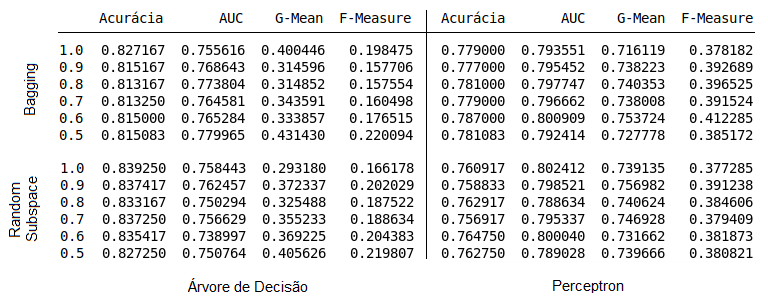 Acurácia AUC G-Mean F-Measure Acurácia AUC G-Mean F-Measure
Bagging
1.0 0.827167 0.755616 0.400446 0.198475 0.779000 0.793551 0.716119 0.378182
0.9 0.815167 0.768643 0.314596 0.157706 0.777000 0.795452 0.738223 0.392689
0.8 0.813167 0.773804 0.314852 0.157554 0.781000 0.797747 0.740353 0.396525
0.7 0.813250 0.764581 0.343591 0.160498 0.779000 0.796662 0.738008 0.391524
0.6 0.815000 0.765284 0.333857 0.176515 0.787000 0.800909 0.753724 0.412285
0.5 0.815083 0.779965 0.431430 0.220094 0.781083 0.792414 0.727778 0.385172
Random
Subspace
1.0 0.839250 0.758443 0.293180 0.166178 0.760917 0.802412 0.739135 0.377285
0.9 0.837417 0.762457 0.372337 0.202029 0.758833 0.798521 0.756982 0.391238
0.8 0.833167 0.750294 0.325488 0.187522 0.762917 0.788634 0.740624 0.384606
0.7 0.837250 0.756629 0.355233 0.188634 0.756917 0.795337 0.746928 0.379409
0.6 0.835417 0.738997 0.369225 0.204383 0.764750 0.800040 0.731662 0.381873
0.5 0.827250 0.750764 0.405626 0.219807 0.762750 0.789028 0.739666 0.380821
Árvore de Decisão Perceptron